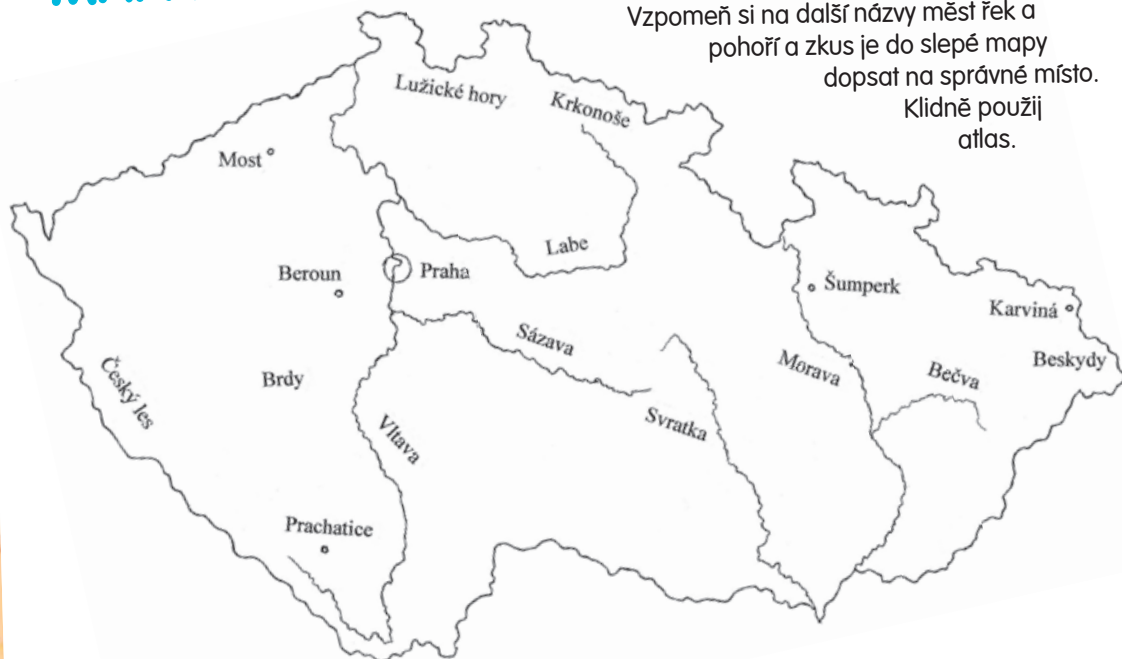 Vzpomeň si na další názvy měst řek a
pohoří a zkus je do slepé mapy
dopsat na správné místo.
Klidně použij
atlas.
Lužické hory
Krkonoše
Most
Labe
Beroun
Praha
Šumperk
Karviná
Sázava
Morava
Bečva
Beskydy
Český les
Brdy
Vltava
Svratka
Prachatice